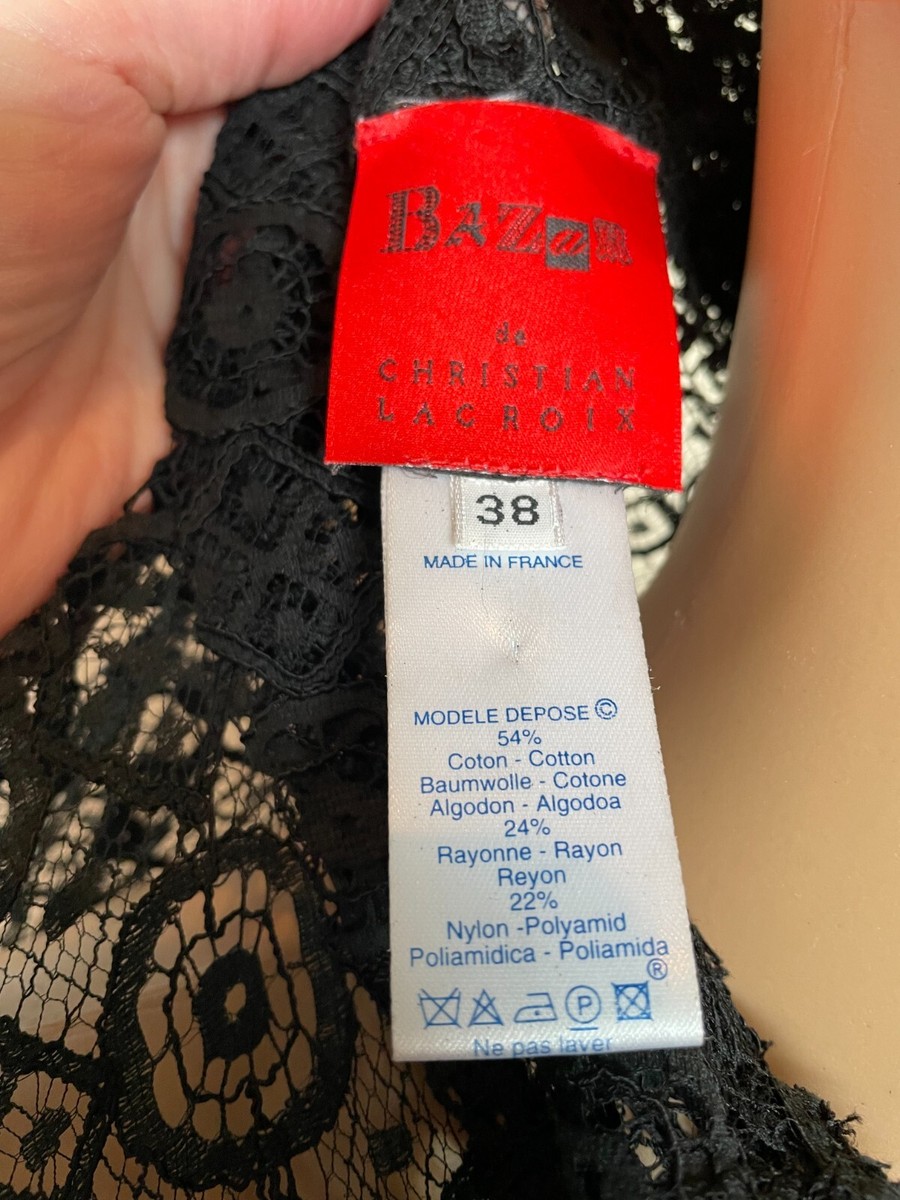 BAZaR
de
CHRISTIAN
LACROIX
38
MADE IN FRANCE
MODELE DEPOSE ©
54%
Coton - Cotton
Baumwolle - Cotone
Algodon - Algodoa
24%
Rayonne - Rayon
Reyon
22%
Nylon -Polyamid
Poliamidica - Poliamida
®
P
Ne pas laver